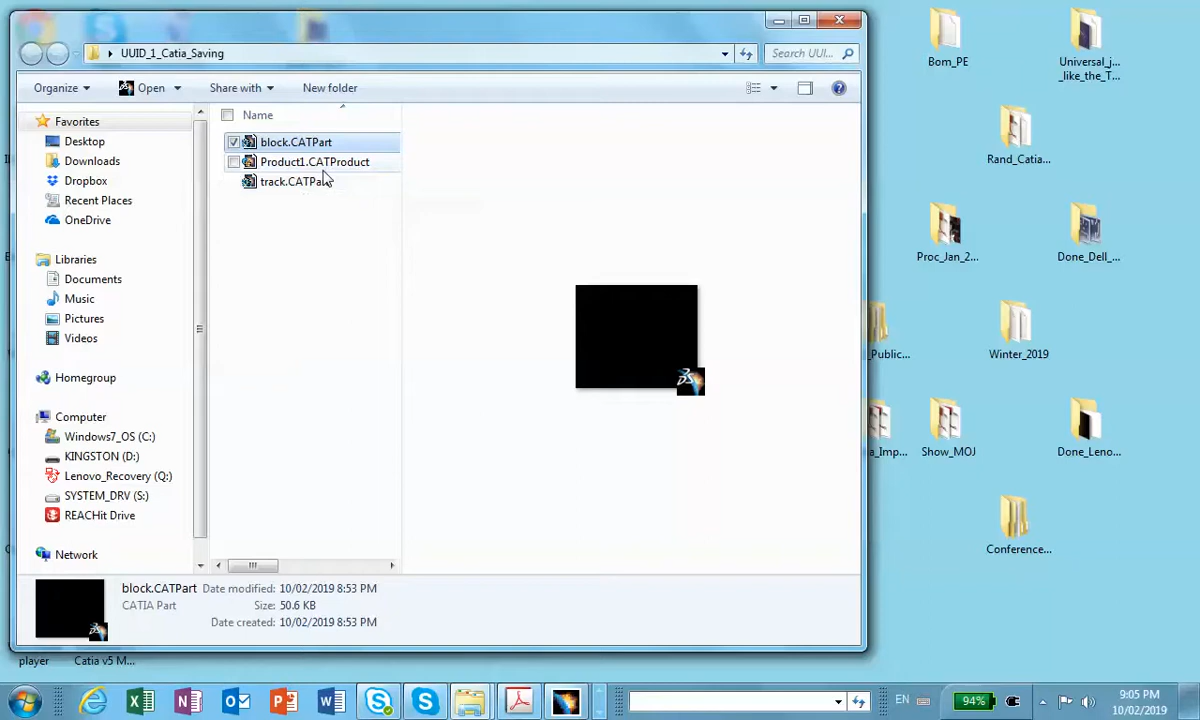 UUID_1_Catia_Saving
Search UUI...
Organize
Open
Share with
New folder
Name
Favorites
Desktop
Downloads
Dropbox
Recent Places
OneDrive
Libraries
Documents
Music
Pictures
Videos
Homegroup
Computer
Windows7_OS (C:)
KINGSTON (D:)
Lenovo_Recovery (Q:)
SYSTEM_DRV (S:)
REACHit Drive
Network
block.CATPart
Product1.CATProduct
track.CATPart
block.CATPart
CATIA Part
Date modified: 10/02/2019 8:53 PM
Size: 50.6 KB
Date created: 10/02/2019 8:53 PM
Bom_PE
Universal_j...
_like_the_T...
Rand_Catia...
Proc_Jan_2...
Done_Dell_...
_Public...
Winter_2019
a_Imp...
Show_MOJ
Done_Leno...
Conference...
player
Catia v5 M...
EN
94%
9:05 PM
10/02/2019